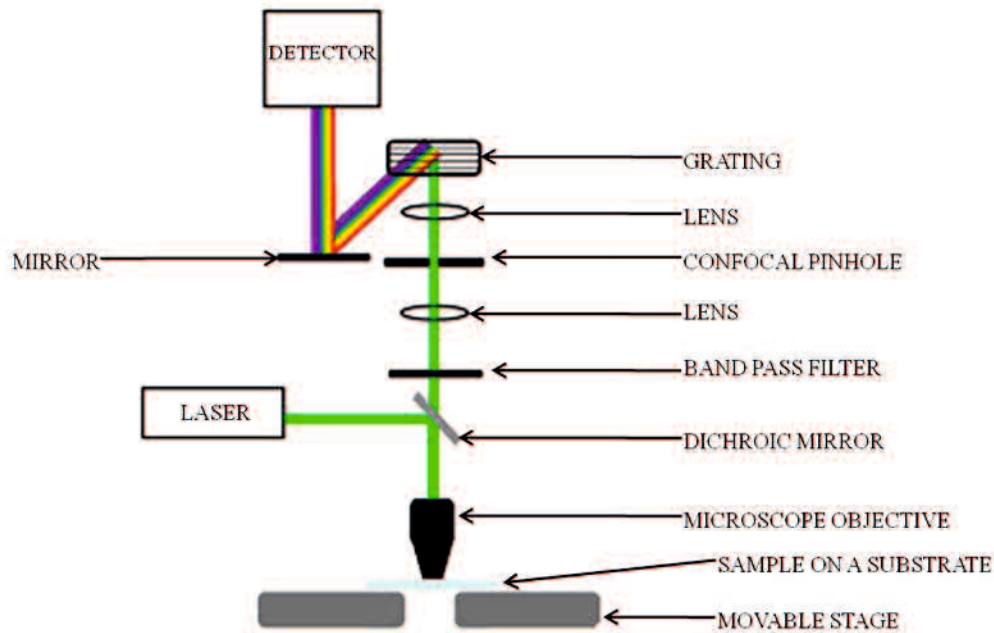 DETECTOR
GRATING
LENS
MIRROR
CONFOCAL PINHOLE
LENS
BAND PASS FILTER
LASER
DICHROIC MIRROR
MICROSCOPE OBJECTIVE
SAMPLE ON A SUBSTRATE
MOVABLE STAGE